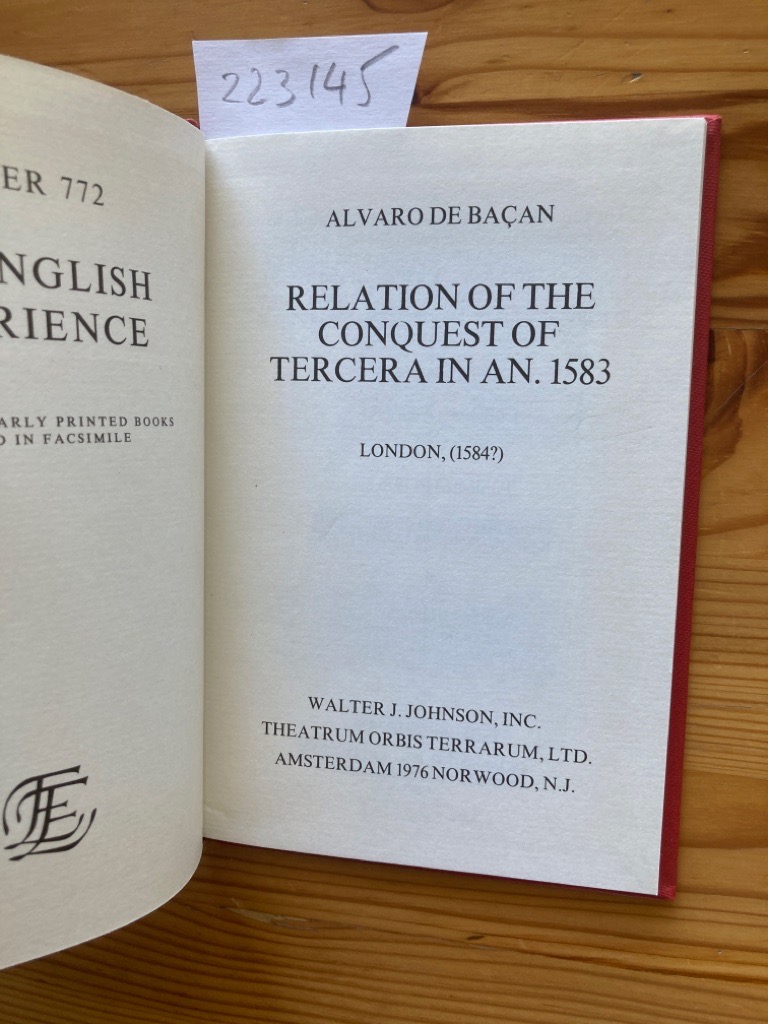 223145
ER 772
NGLISH
RIENCE
ARLY PRINTED BOOKS
D IN FACSIMILE
ALVARO DE BAÇAN
RELATION OF THE
CONQUEST OF
TERCERA IN AN. 1583
LONDON, (1584?)
WALTER J. JOHNSON, INC.
THEATRUM ORBIS TERRARUM, LTD.
AMSTERDAM 1976 NORWOOD, N.J.